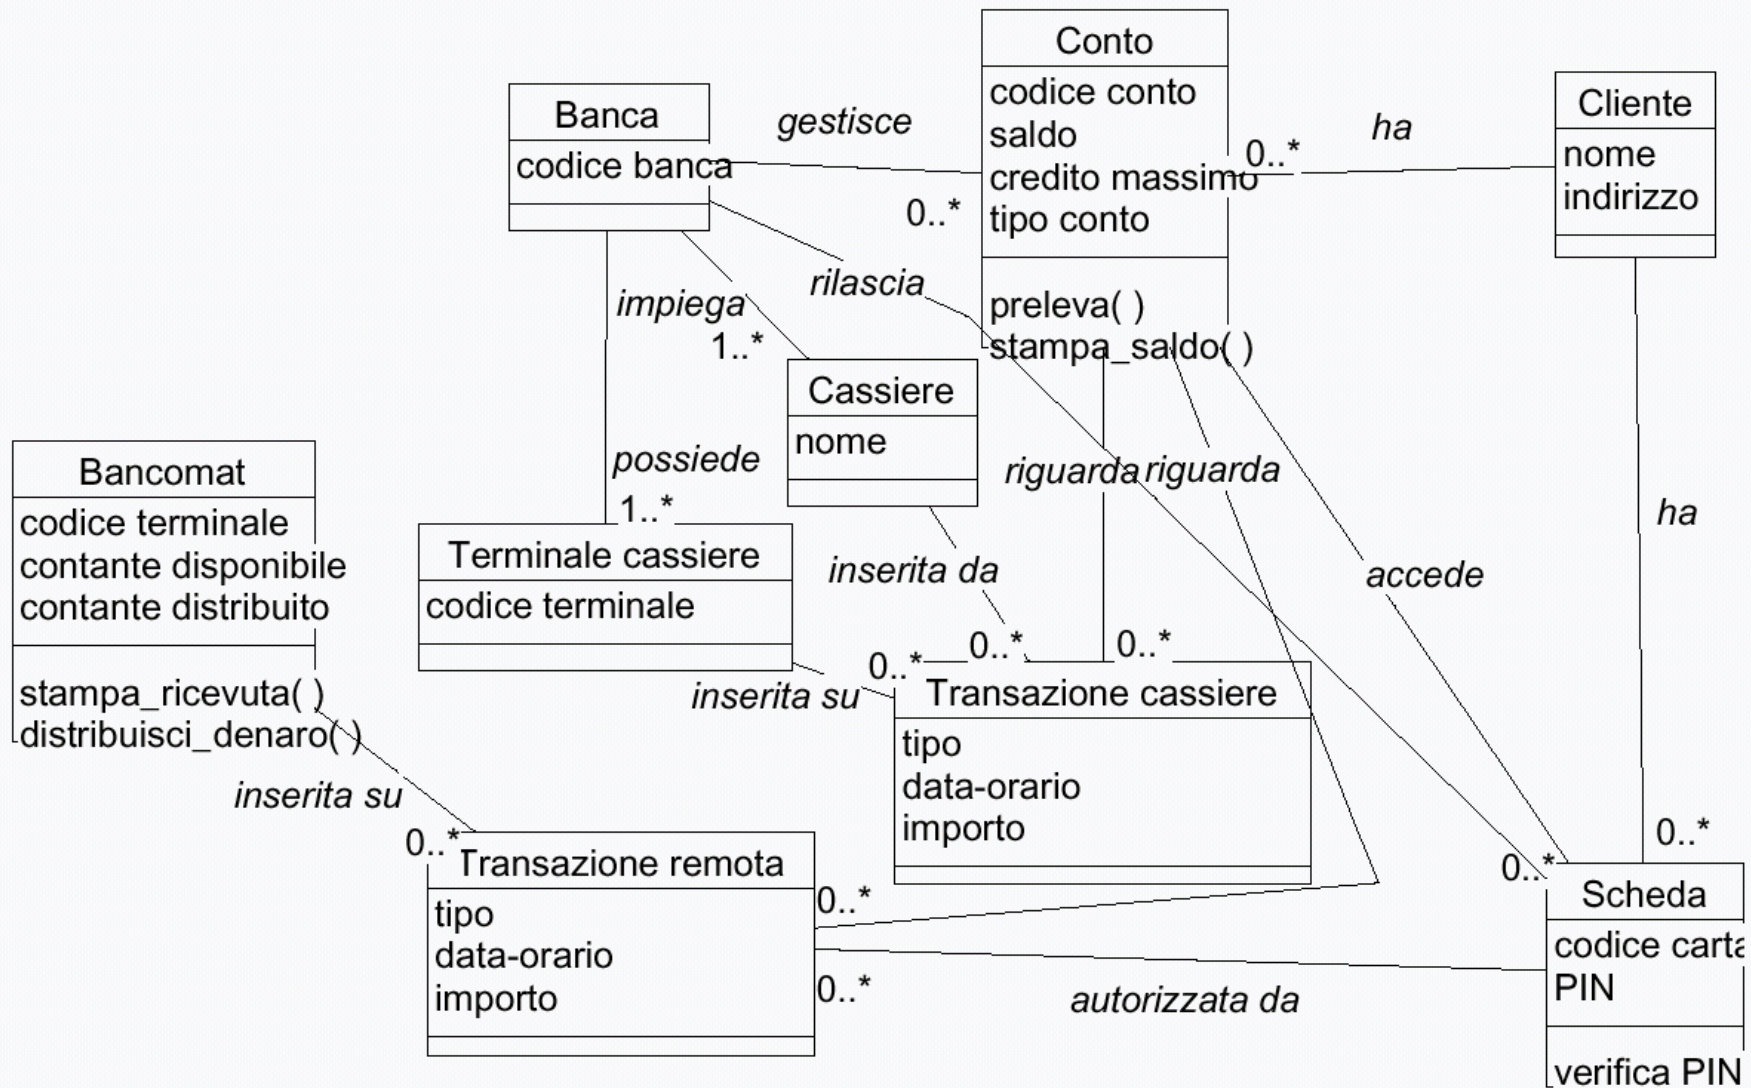 Conto
codice conto
saldo
credito massimo
tipo conto
preleva( )
stampa_saldo( )
Banca
codice banca
gestisce
0..*
0..*
ha
Cliente
nome
indirizzo
rilascia
impiega
1..*
Cassiere
nome
possiede
1..*
riguarda
riguarda
accede
ha
Bancomat
codice terminale
contante disponibile
contante distribuito
stampa_ricevuta( )
distribuisci_denaro( )
Terminale cassiere
codice terminale
inserita da
0..*
0..*
0..*
inserita su
Transazione cassiere
tipo
data-orario
importo
inserita su
0..*
Transazione remota
tipo
data-orario
importo
0..*
0..*
autorizzata da
0..*
0..*
Scheda
codice carta
PIN
verifica PIN